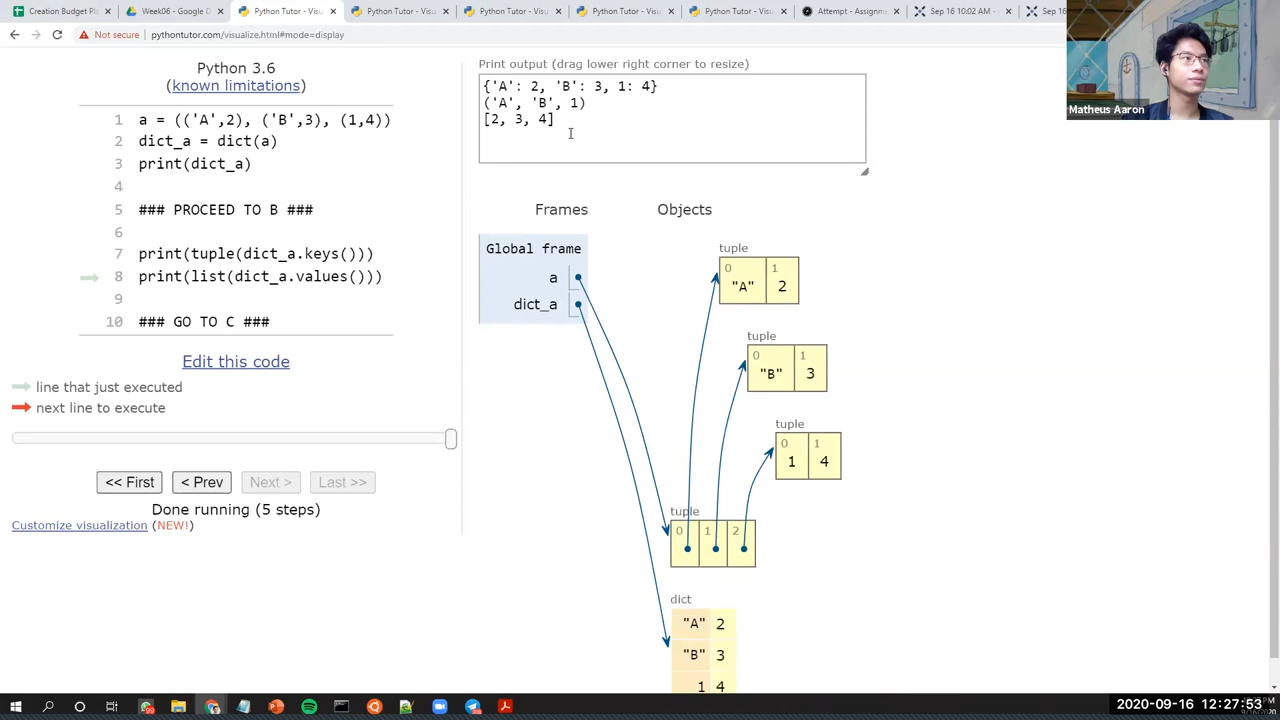 Creation Budget Pl
Week06 - Google D
Python Tutor - Visu
Python Tutor - Visu
Python Tutor - Visu
Python Tutor - Visu
Python Tutor - Visu
Attempt - Assignm
Sep 16 10:02 AM -
Sep 16
Not secure | pythontutor.com/visualize.html#mode=display
Matheus Aaron
Python 3.6
(known limitations)
1 a = (('A',2), ('B',3), (1,4))
2 dict_a = dict(a)
3 print(dict_a)
4
5 ### PROCEED TO B ###
6
7 print(tuple(dict_a.keys()))
8 print(list(dict_a.values()))
9
10 ### GO TO C ###
Edit this code
line that just executed
next line to execute
<< First
< Prev
Next >
Last >>
Done running (5 steps)
Customize visualization (NEW!)
Print output (drag lower right corner to resize)
{'A': 2, 'B': 3, 1: 4}
('A', 'B', 1)
[2, 3, 4]
Frames
Objects
Global frame
a
dict_a
tuple
0 1
"A" 2
tuple
0 1
"B" 3
tuple
0 1
1 4
tuple
0 1 2
dict
"A" 2
"B" 3
1 4
2020-09-16 12:27:53